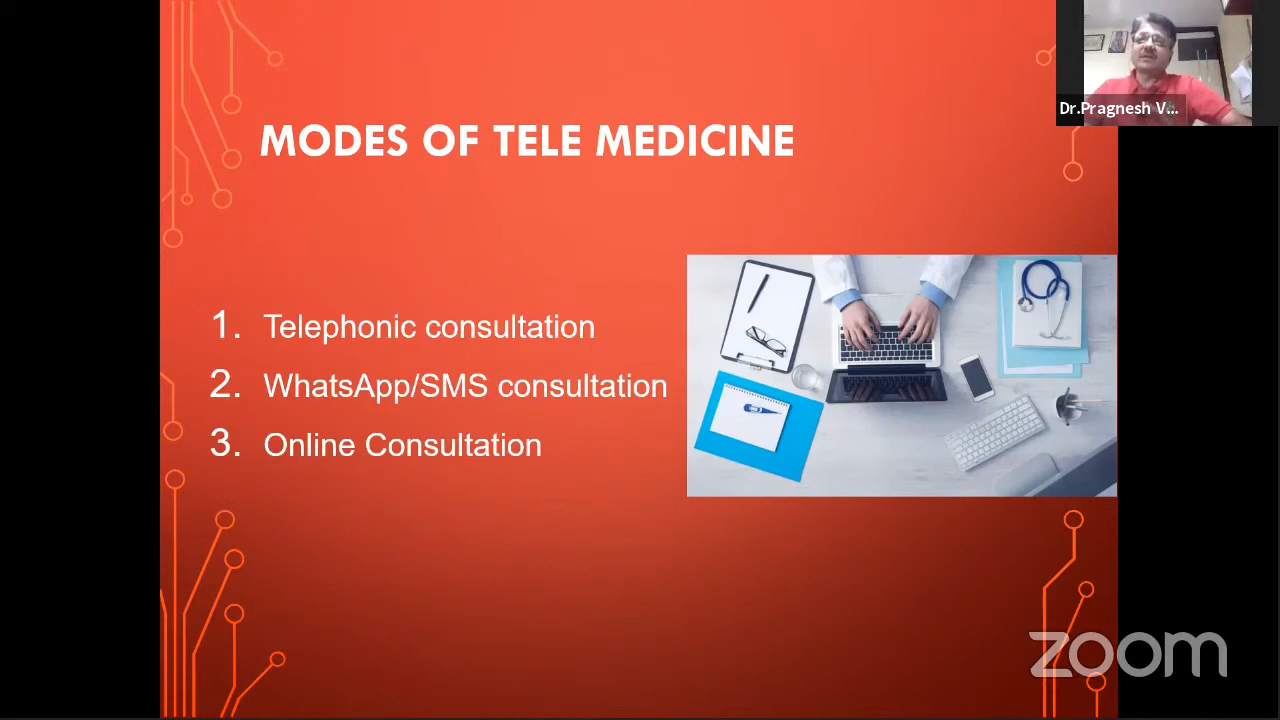 Dr.Pragnesh V...
MODES OF TELE MEDICINE
1. Telephonic consultation
2. WhatsApp/SMS consultation
3. Online Consultation
zoom